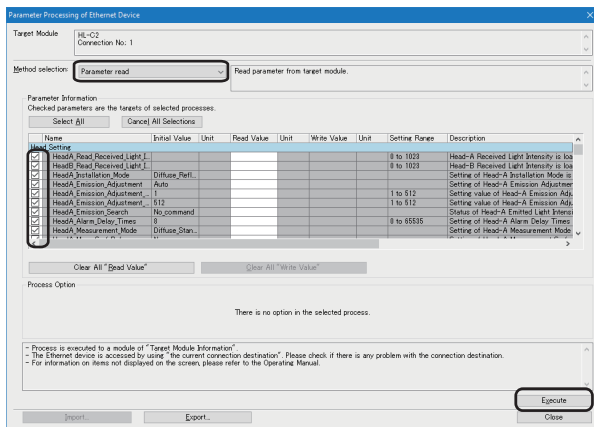 Parameter Processing of Ethernet Device
Target Module
HL-C2
Connection No: 1
Method selection: Parameter read
Read parameter from target module.
Parameter Information
Checked parameters are the targets of selected processes.
Select All Cancel All Selections
Name Initial Value Unit Read Value Unit Write Value Unit Setting Range Description
Head Setting
HeadA_Read_Received_Light_I... 0 to 1023 Head-A Received Light Intensity is loa
HeadB_Read_Received_Light_I... 0 to 1023 Head-B Received Light Intensity is loa
HeadA_Installation_Mode Diffuse_Refl... Setting of Head-A Installation Mode is
HeadA_Emission_Adjustment Auto Setting of Head-A Emission Adjustmer
HeadA_Emission_Adjustment_... 1 1 to 512 Setting value of Head-A Emission Adju
HeadA_Emission_Adjustment_... 512 1 to 512 Setting value of Head-A Emission Adju
HeadA_Emission_Search No_command Status of Head-A Emitted Light Intensi
HeadA_Alarm_Delay_Times 8 0 to 65535 Setting of Head-A Alarm Delay Times
HeadA_Measurement_Mode Diffuse_Stan... Setting of Head-A Measurement Mode
Clear All "Read Value" Clear All "Write Value"
Process Option
There is no option in the selected process.
- Process is executed to a module of "Target Module Information".
- The Ethernet device is accessed by using "the current connection destination". Please check if there is any problem with the connection destination.
- For information on items not displayed on the screen, please refer to the Operating Manual.
Execute
Import... Export... Close